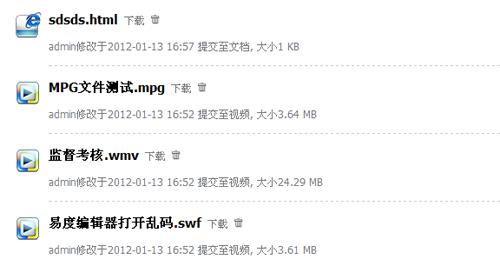 sdsds.html 下载
admin修改于2012-01-13 16:57 提交至文档, 大小1 KB
MPG文件测试.mpg 下载
admin修改于2012-01-13 16:52 提交至视频, 大小3.64 MB
监督考核.wmv 下载
admin修改于2012-01-13 16:52 提交至视频, 大小24.29 MB
易度编辑器打开乱码.swf 下载
admin修改于2012-01-13 16:52 提交至视频, 大小3.61 MB